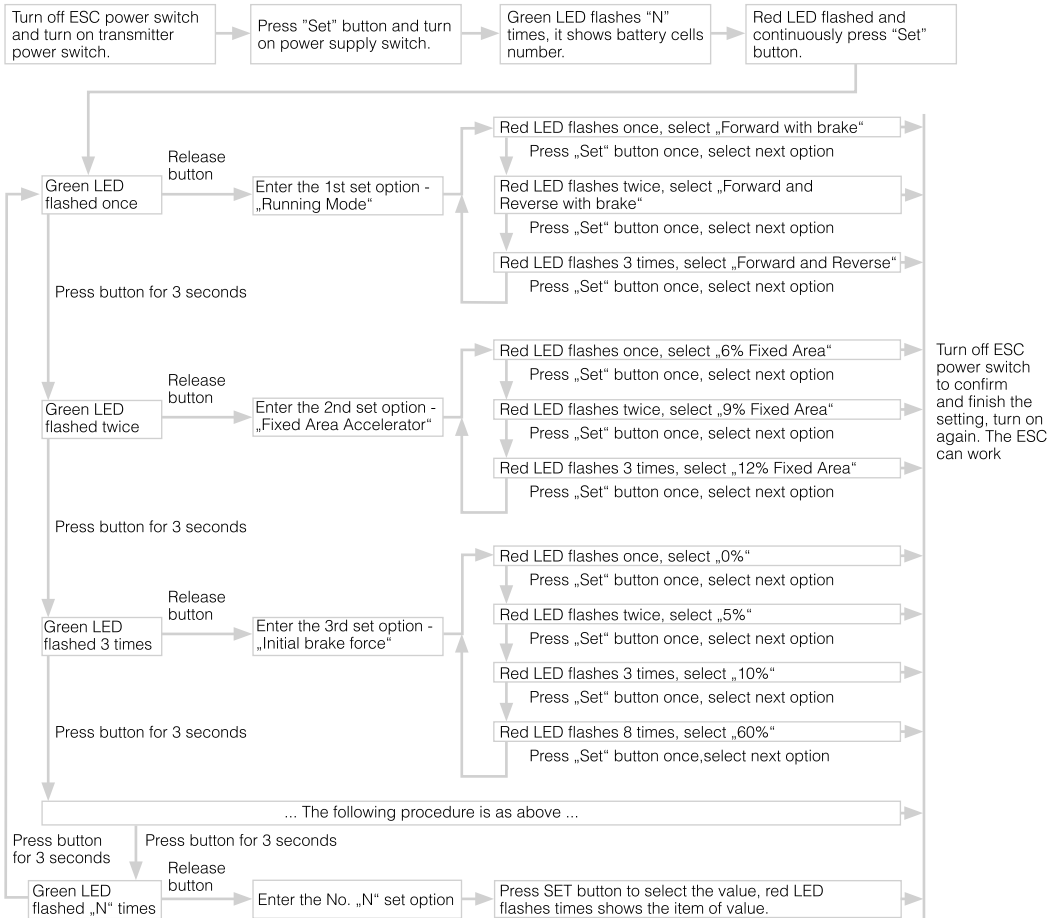 Turn off ESC power switch
and turn on transmitter
power switch.
Press "Set" button and turn
on power supply switch.
Green LED flashes “N”
times, it shows battery cells
number.
Red LED flashed and
continuously press “Set”
button.
Green LED
flashed once
Release
button
Enter the 1st set option -
„Running Mode“
Red LED flashes once, select „Forward with brake“
Press „Set“ button once, select next option
Red LED flashes twice, select „Forward and
Reverse with brake“
Press „Set“ button once, select next option
Red LED flashes 3 times, select „Forward and Reverse“
Press „Set“ button once, select next option
Press button for 3 seconds
Green LED
flashed twice
Release
button
Enter the 2nd set option -
„Fixed Area Accelerator“
Red LED flashes once, select „6% Fixed Area“
Press „Set“ button once, select next option
Red LED flashes twice, select „9% Fixed Area“
Press „Set“ button once, select next option
Red LED flashes 3 times, select „12% Fixed Area“
Press „Set“ button once, select next option
Turn off ESC
power switch
to confirm
and finish the
setting, turn on
again. The ESC
can work
Press button for 3 seconds
Green LED
flashed 3 times
Release
button
Enter the 3rd set option -
„Initial brake force“
Red LED flashes once, select „0%“
Press „Set“ button once, select next option
Red LED flashes twice, select „5%“
Press „Set“ button once, select next option
Red LED flashes 3 times, select „10%“
Press „Set“ button once, select next option
Red LED flashes 8 times, select „60%“
Press „Set“ button once,select next option
Press button for 3 seconds
... The following procedure is as above ...
Press button
for 3 seconds
Press button for 3 seconds
Green LED
flashed „N“ times
Release
button
Enter the No. „N“ set option
Press SET button to select the value, red LED
flashes times shows the item of value.